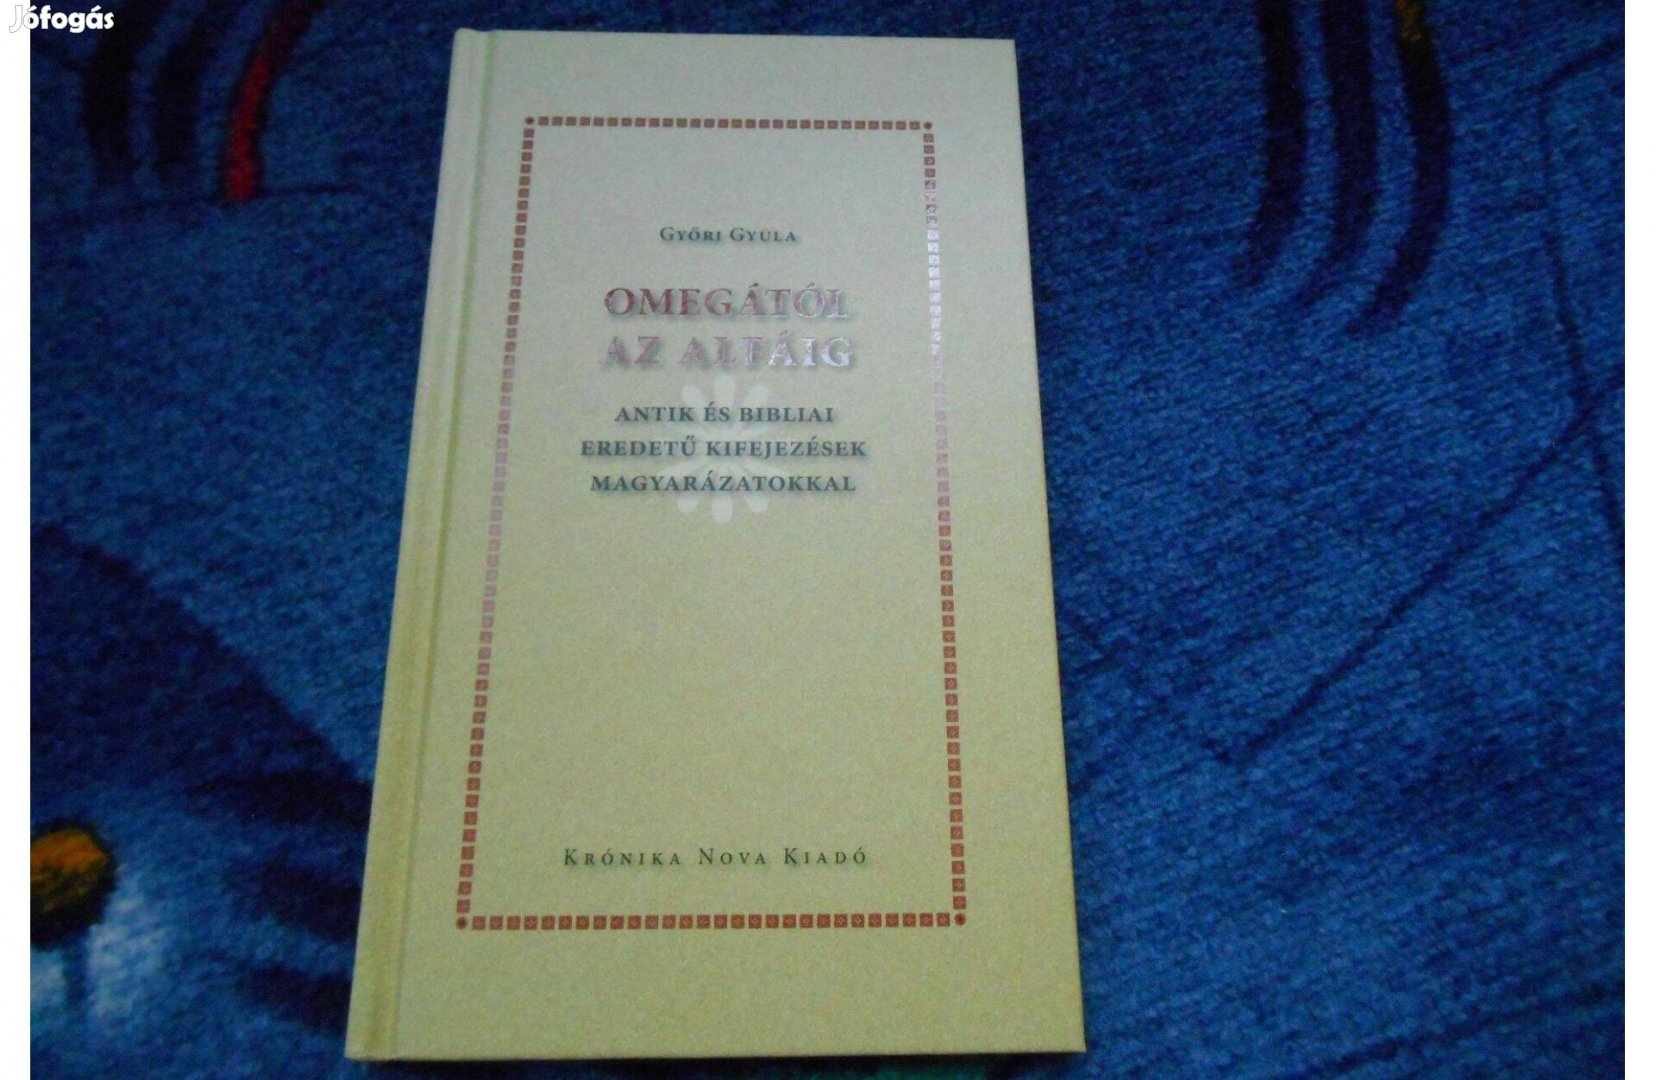 Jófogás
Győri Gyula
OMEGÁTÓL
AZ ALFÁIG
ANTIK ÉS BIBLIAI
EREDETŰ KIFEJEZÉSEK
MAGYARÁZATOKKAL
Krónika Nova Kiadó